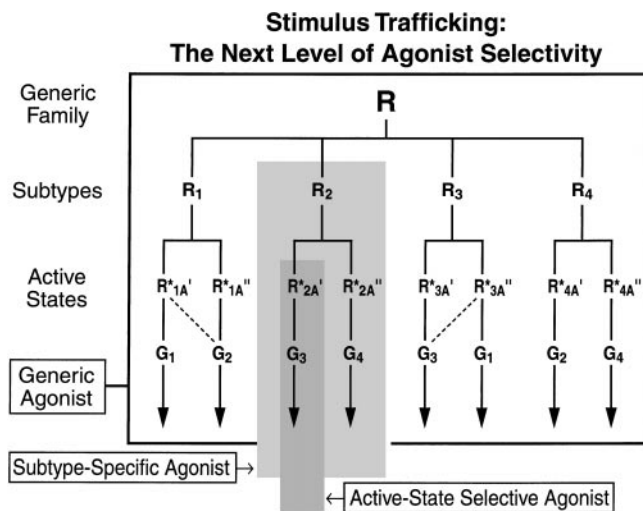 Stimulus Trafficking:
The Next Level of Agonist Selectivity
Generic
Family
R
Subtypes
R₁ R₂ R₃ R₄
Active
States
R*₁A' R*₁A" R*₂A' R*₂A" R*₃A' R*₃A" R*₄A' R*₄A"
G₁ G₂ G₃ G₄ G₃ G₁ G₂ G₄
Generic
Agonist
Subtype-Specific Agonist
Active-State Selective Agonist